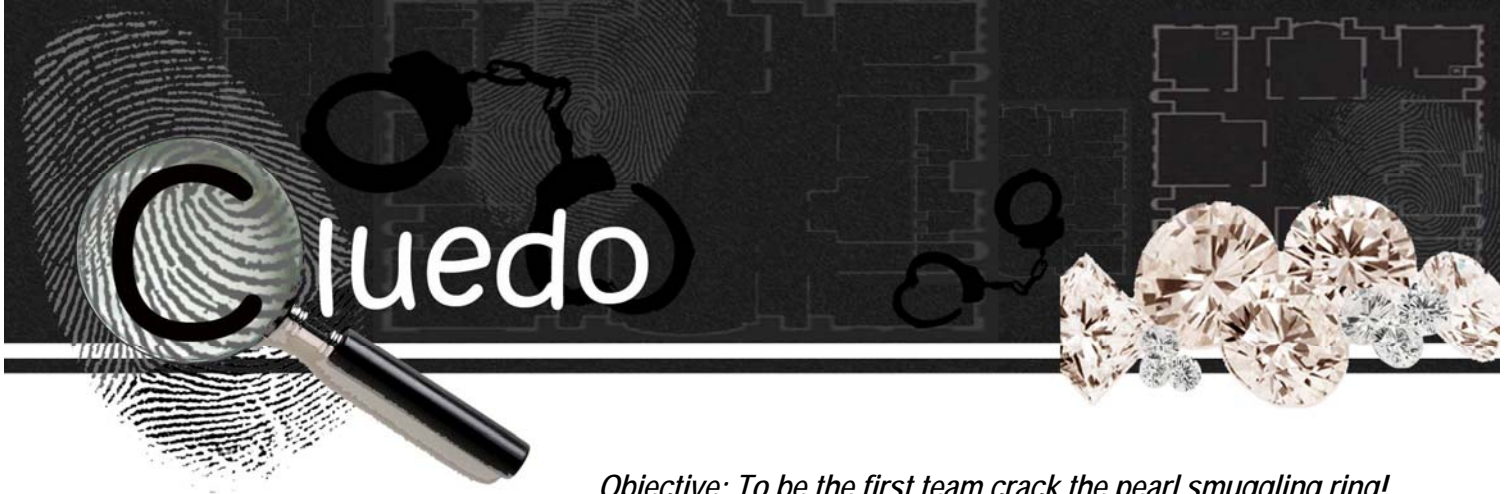 Cluedo
Objective: To be the first team crack the pearl smuggling ring!